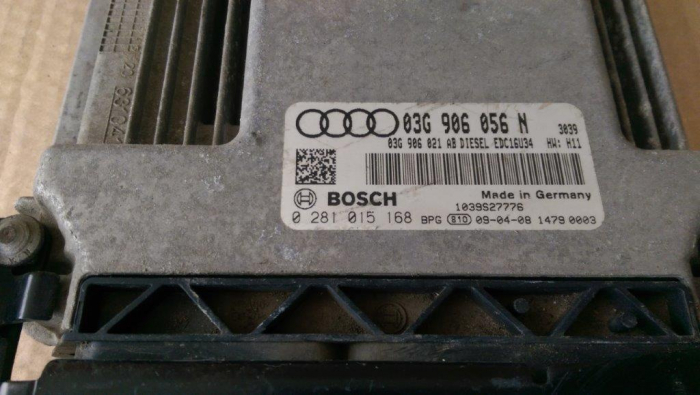 03G 906 056 N 3039
03G 906 021 AB DIESEL EDC16U34 HW: H11
BOSCH Made in Germany
1039S27776
0 281 015 168 BPG 810 09-04-08 1479 0003